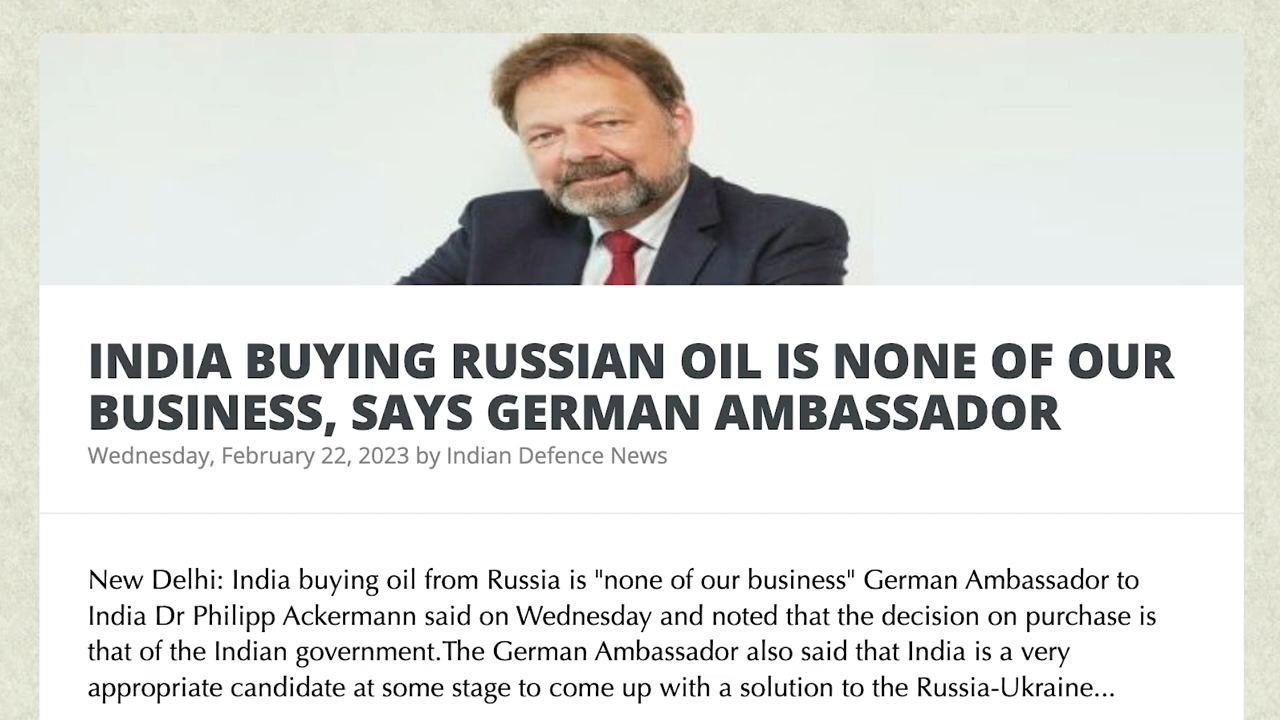 INDIA BUYING RUSSIAN OIL IS NONE OF OUR
BUSINESS, SAYS GERMAN AMBASSADOR
Wednesday, February 22, 2023 by Indian Defence News
New Delhi: India buying oil from Russia is "none of our business" German Ambassador to
India Dr Philipp Ackermann said on Wednesday and noted that the decision on purchase is
that of the Indian government.The German Ambassador also said that India is a very
appropriate candidate at some stage to come up with a solution to the Russia-Ukraine...